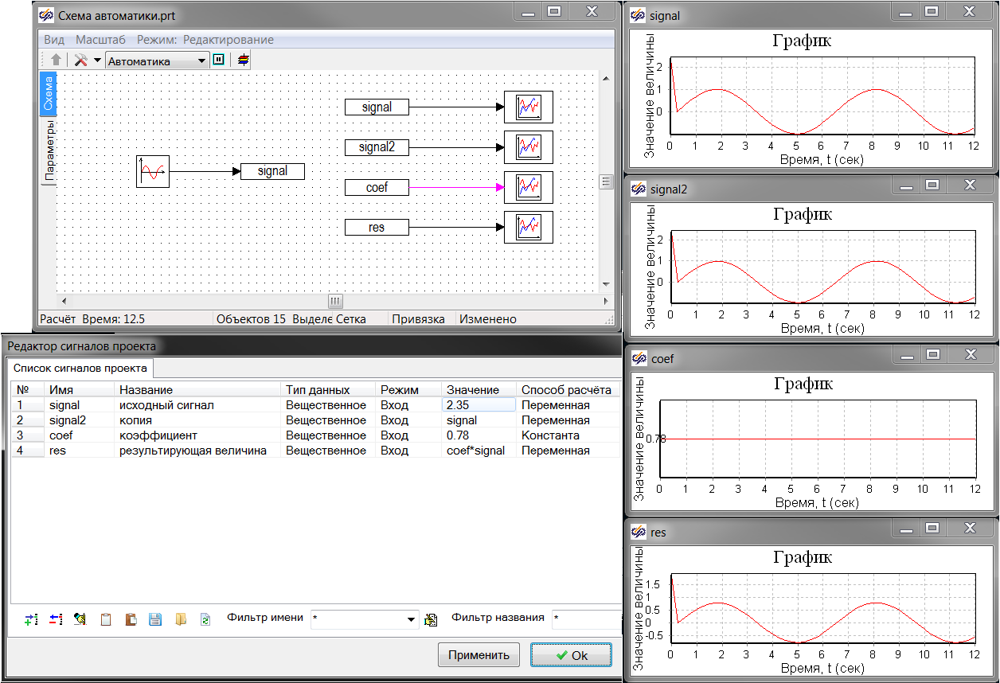 Схема автоматики.prt
Вид Масштаб Режим: Редактирование
Автоматика
Схема
Параметры
signal
signal2
coef
res
signal
Расчёт Время: 12.5 Объектов 15 Выделе Сетка Привязка Изменено
Редактор сигналов проекта
Список сигналов проекта
№ Имя Название Тип данных Режим Значение Способ расчёта
1 signal исходный сигнал Вещественное Вход 2.35 Переменная
2 signal2 копия Вещественное Вход signal Переменная
3 coef коэффициент Вещественное Вход 0.78 Константа
4 res результирующая величина Вещественное Вход coef*signal Переменная
Фильтр имени * Фильтр названия *
Применить Ok
signal
График
Значение величины
2
1
0
0 1 2 3 4 5 6 7 8 9 10 11 12
Время, t (сек)
signal2
График
Значение величины
2
1
0
0 1 2 3 4 5 6 7 8 9 10 11 12
Время, t (сек)
coef
График
Значение величины
0.78
0 1 2 3 4 5 6 7 8 9 10 11 12
Время, t (сек)
res
График
Значение величины
1.5
1
0.5
0
-0.5
0 1 2 3 4 5 6 7 8 9 10 11 12
Время, t (сек)